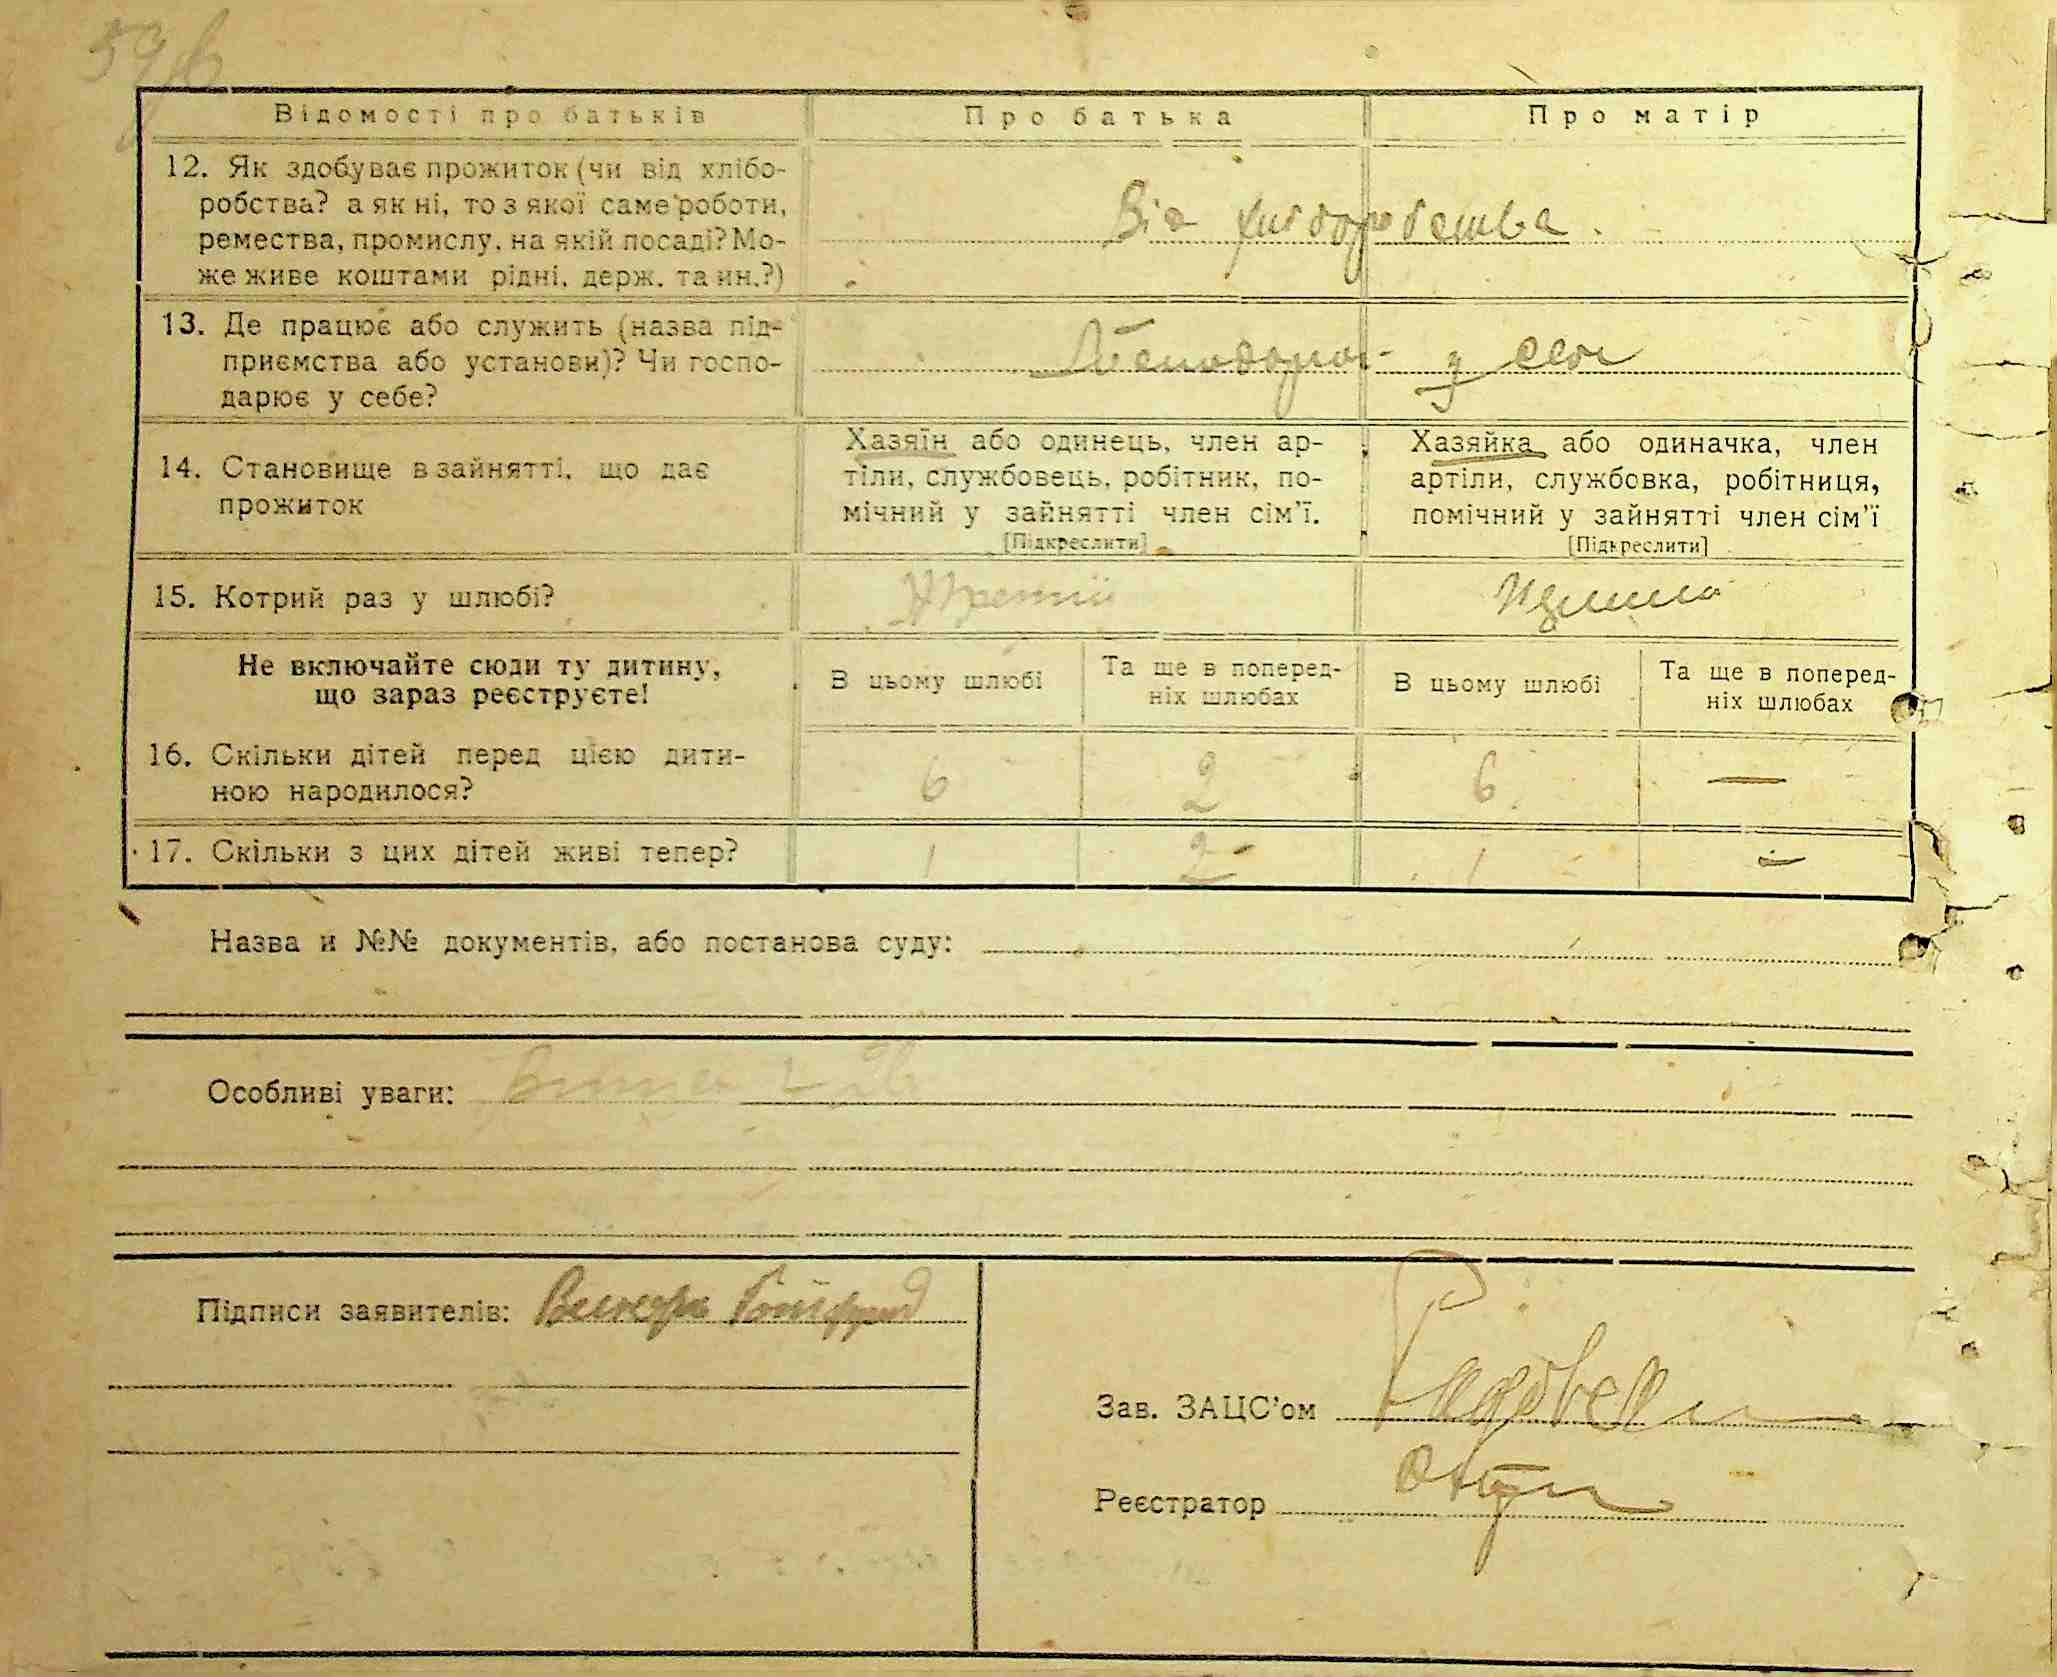 Відомості про батьків Про батька Про матір
12. Як здобуває прожиток (чи від хлібо-
робства? а як ні, то з якої саме роботи,
ремества, промислу, на якій посаді? Мо-
же живе коштами рідні, держ. та ин.?)
Від хліборобства
13. Де працює або служить (назва під-
приємства або установи)? Чи госпо-
дарює у себе?
Господарює у себе
14. Становище в зайнятті, що дає
прожиток
Хазяїн або одинець, член ар-
тіли, службовець, робітник, по-
мічний у зайнятті член сім’ї.
[Підкреслити]
Хазяйка або одиначка, член
артіли, службовка, робітниця,
помічний у зайнятті член сім’ї
[Підкреслити]
15. Котрий раз у шлюбі? Третій
Не включайте сюди ту дитину,
що зараз реєструєте!
В цьому шлюбі
Та ще в поперед-
ніх шлюбах
В цьому шлюбі
Та ще в поперед-
ніх шлюбах
16. Скільки дітей перед цією дити-
ною народилося?
6 2 6 —
17. Скільки з цих дітей живі тепер? 1 2 1 —
Назва и №№ документів, або постанова суду:
Особливі уваги:
Підписи заявителів:
Зав. ЗАЦС’ом
Реєстратор